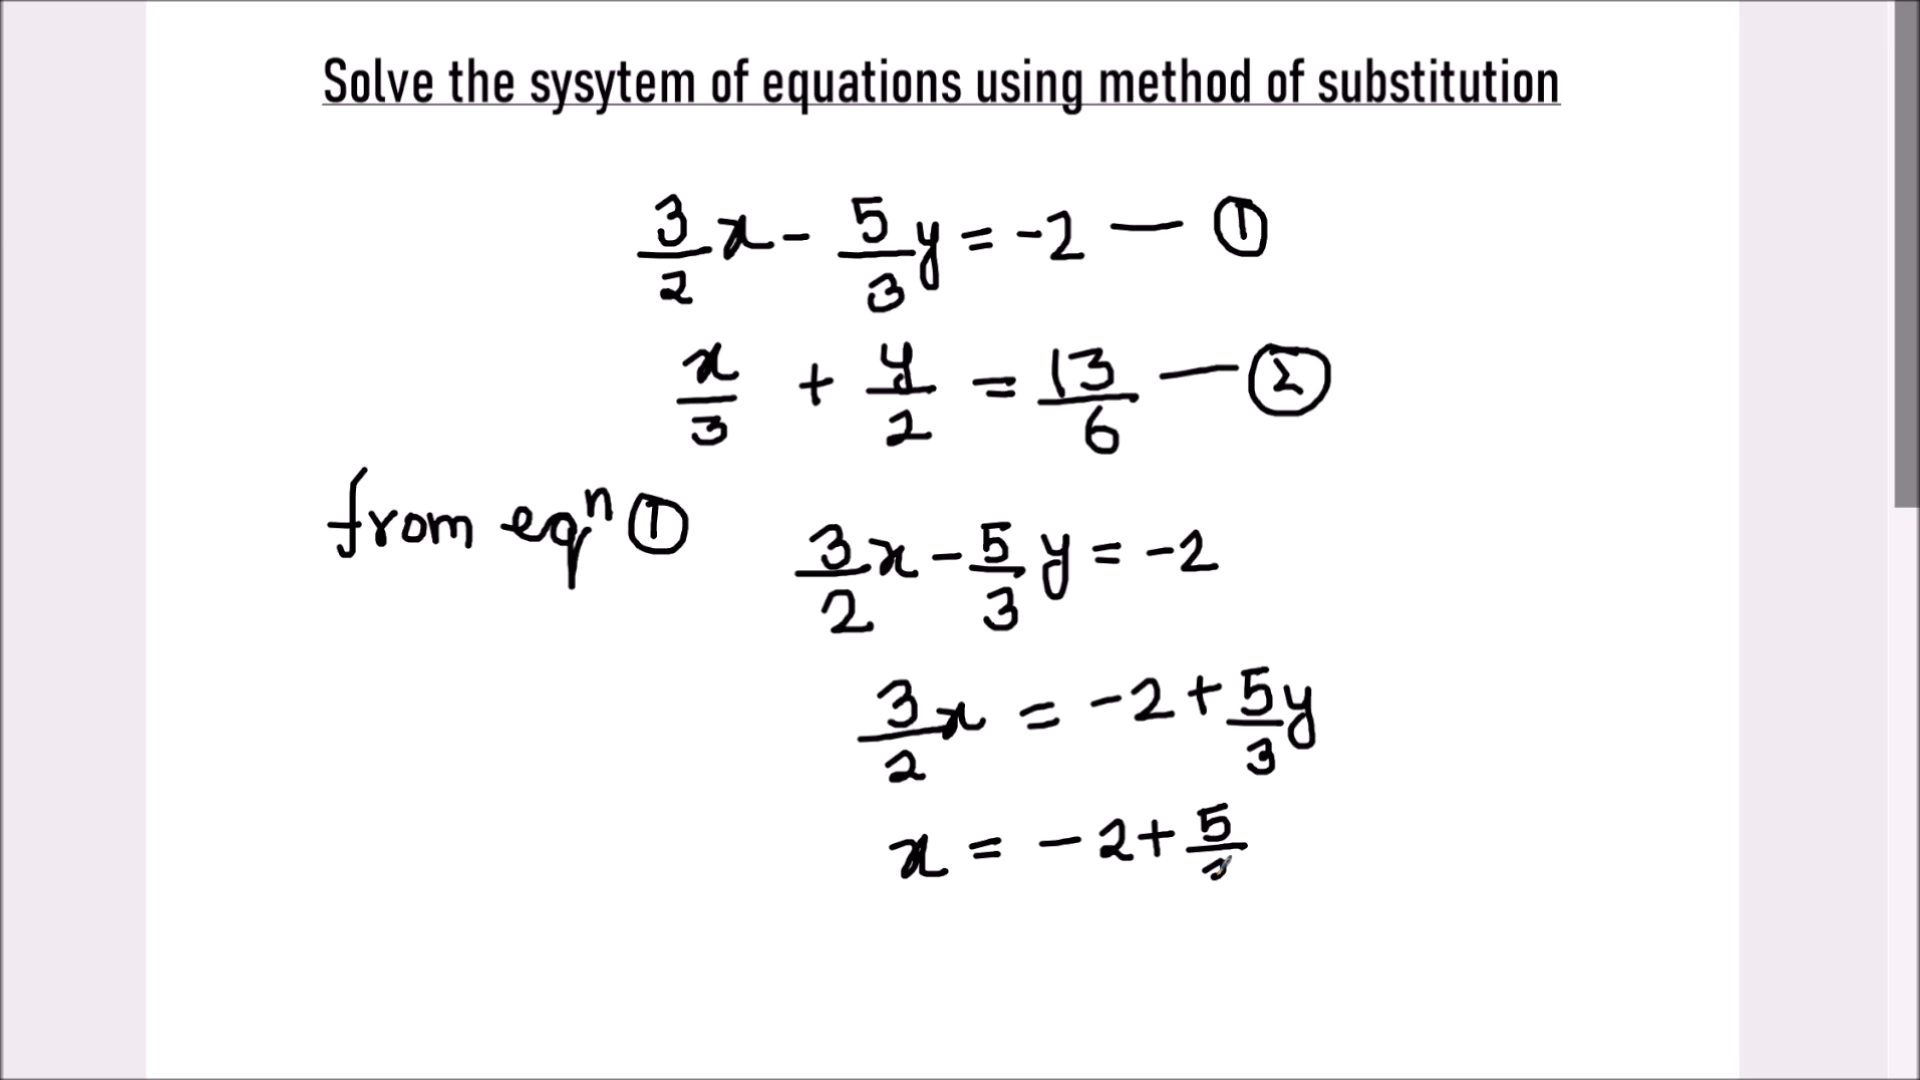 Solve the sysytem of equations using method of substitution
3/2 x - 5/3 y = -2 — ①
x/3 + y/2 = 13/6 — ②
from eqⁿ ① 3/2 x - 5/3 y = -2
3/2 x = -2 + 5/3 y
x = -2 + 5/